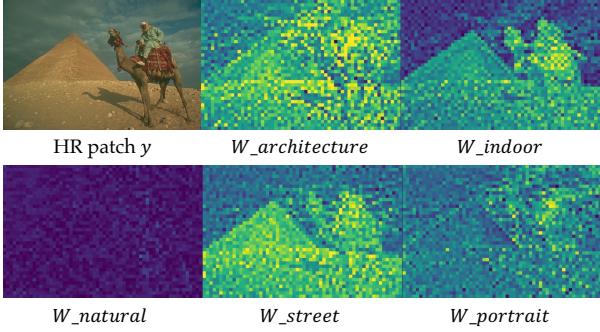 HR patch y
W_architecture
W_indoor
W_natural
W_street
W_portrait